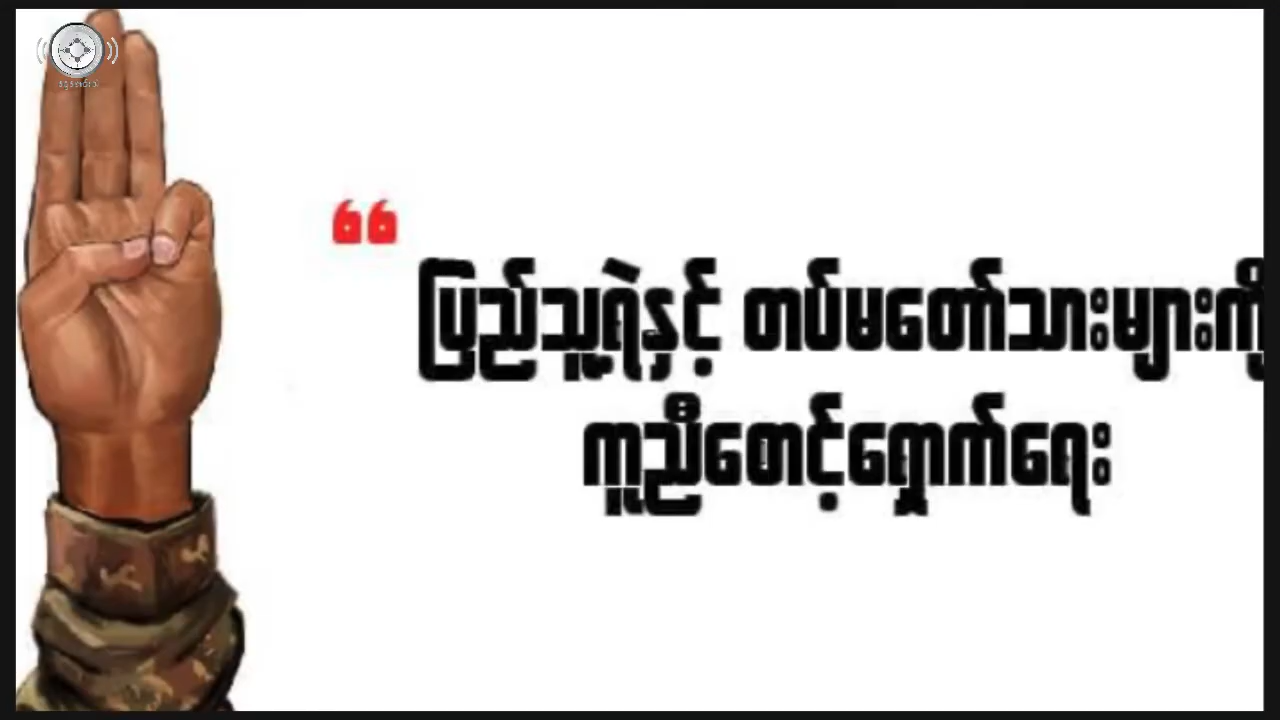 “
ပြည်သူ့ရဲနှင့် တပ်မတော်သားများကို
ကူညီစောင့်ရှောက်ရေး